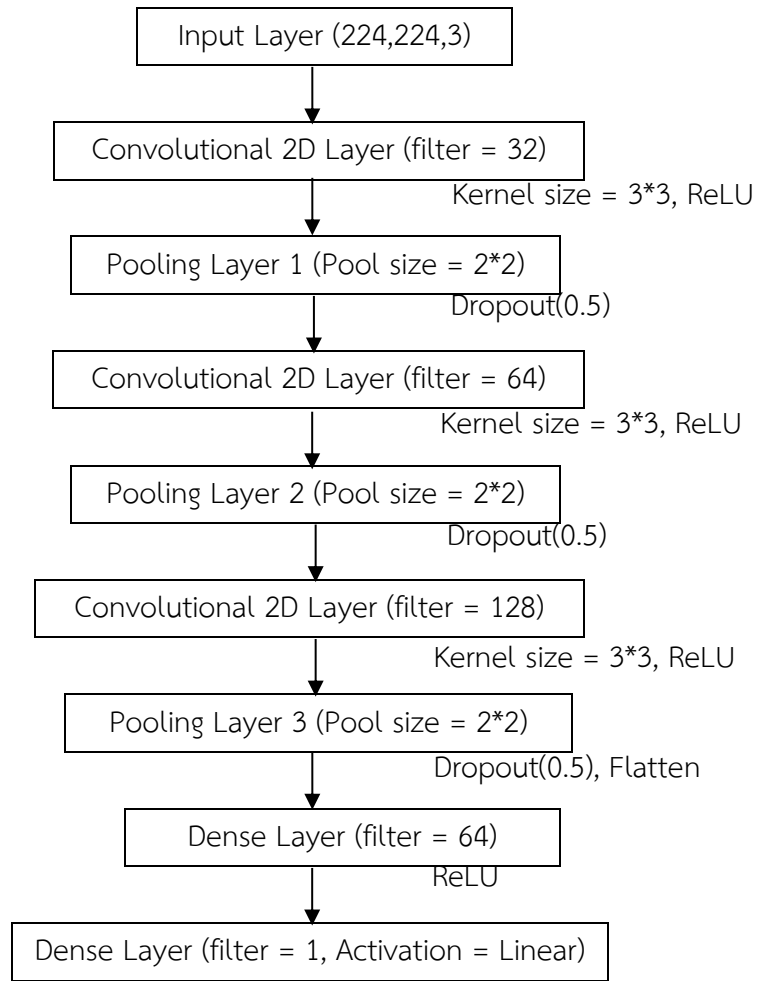 Input Layer (224,224,3)
Convolutional 2D Layer (filter = 32)
Kernel size = 3*3, ReLU
Pooling Layer 1 (Pool size = 2*2)
Dropout(0.5)
Convolutional 2D Layer (filter = 64)
Kernel size = 3*3, ReLU
Pooling Layer 2 (Pool size = 2*2)
Dropout(0.5)
Convolutional 2D Layer (filter = 128)
Kernel size = 3*3, ReLU
Pooling Layer 3 (Pool size = 2*2)
Dropout(0.5), Flatten
Dense Layer (filter = 64)
ReLU
Dense Layer (filter = 1, Activation = Linear)